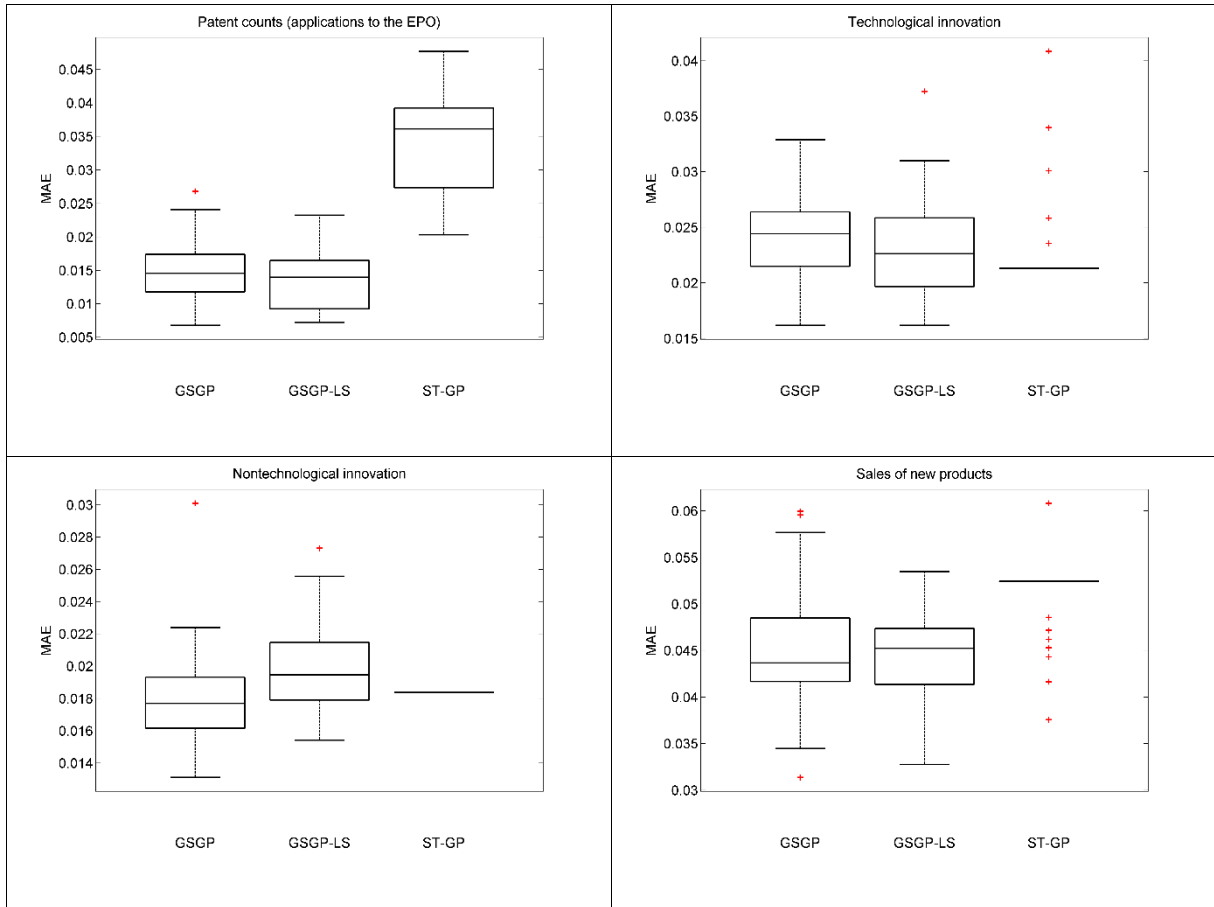 Patent counts (applications to the EPO)
0.045
0.04
0.035
0.03
0.025
0.02
0.015
0.01
0.005
MAE
GSGP GSGP-LS ST-GP
Technological innovation
0.04
0.035
0.03
0.025
0.02
0.015
MAE
GSGP GSGP-LS ST-GP
Nontechnological innovation
0.03
0.028
0.026
0.024
0.022
0.02
0.018
0.016
0.014
MAE
GSGP GSGP-LS ST-GP
Sales of new products
0.06
0.055
0.05
0.045
0.04
0.035
0.03
MAE
GSGP GSGP-LS ST-GP